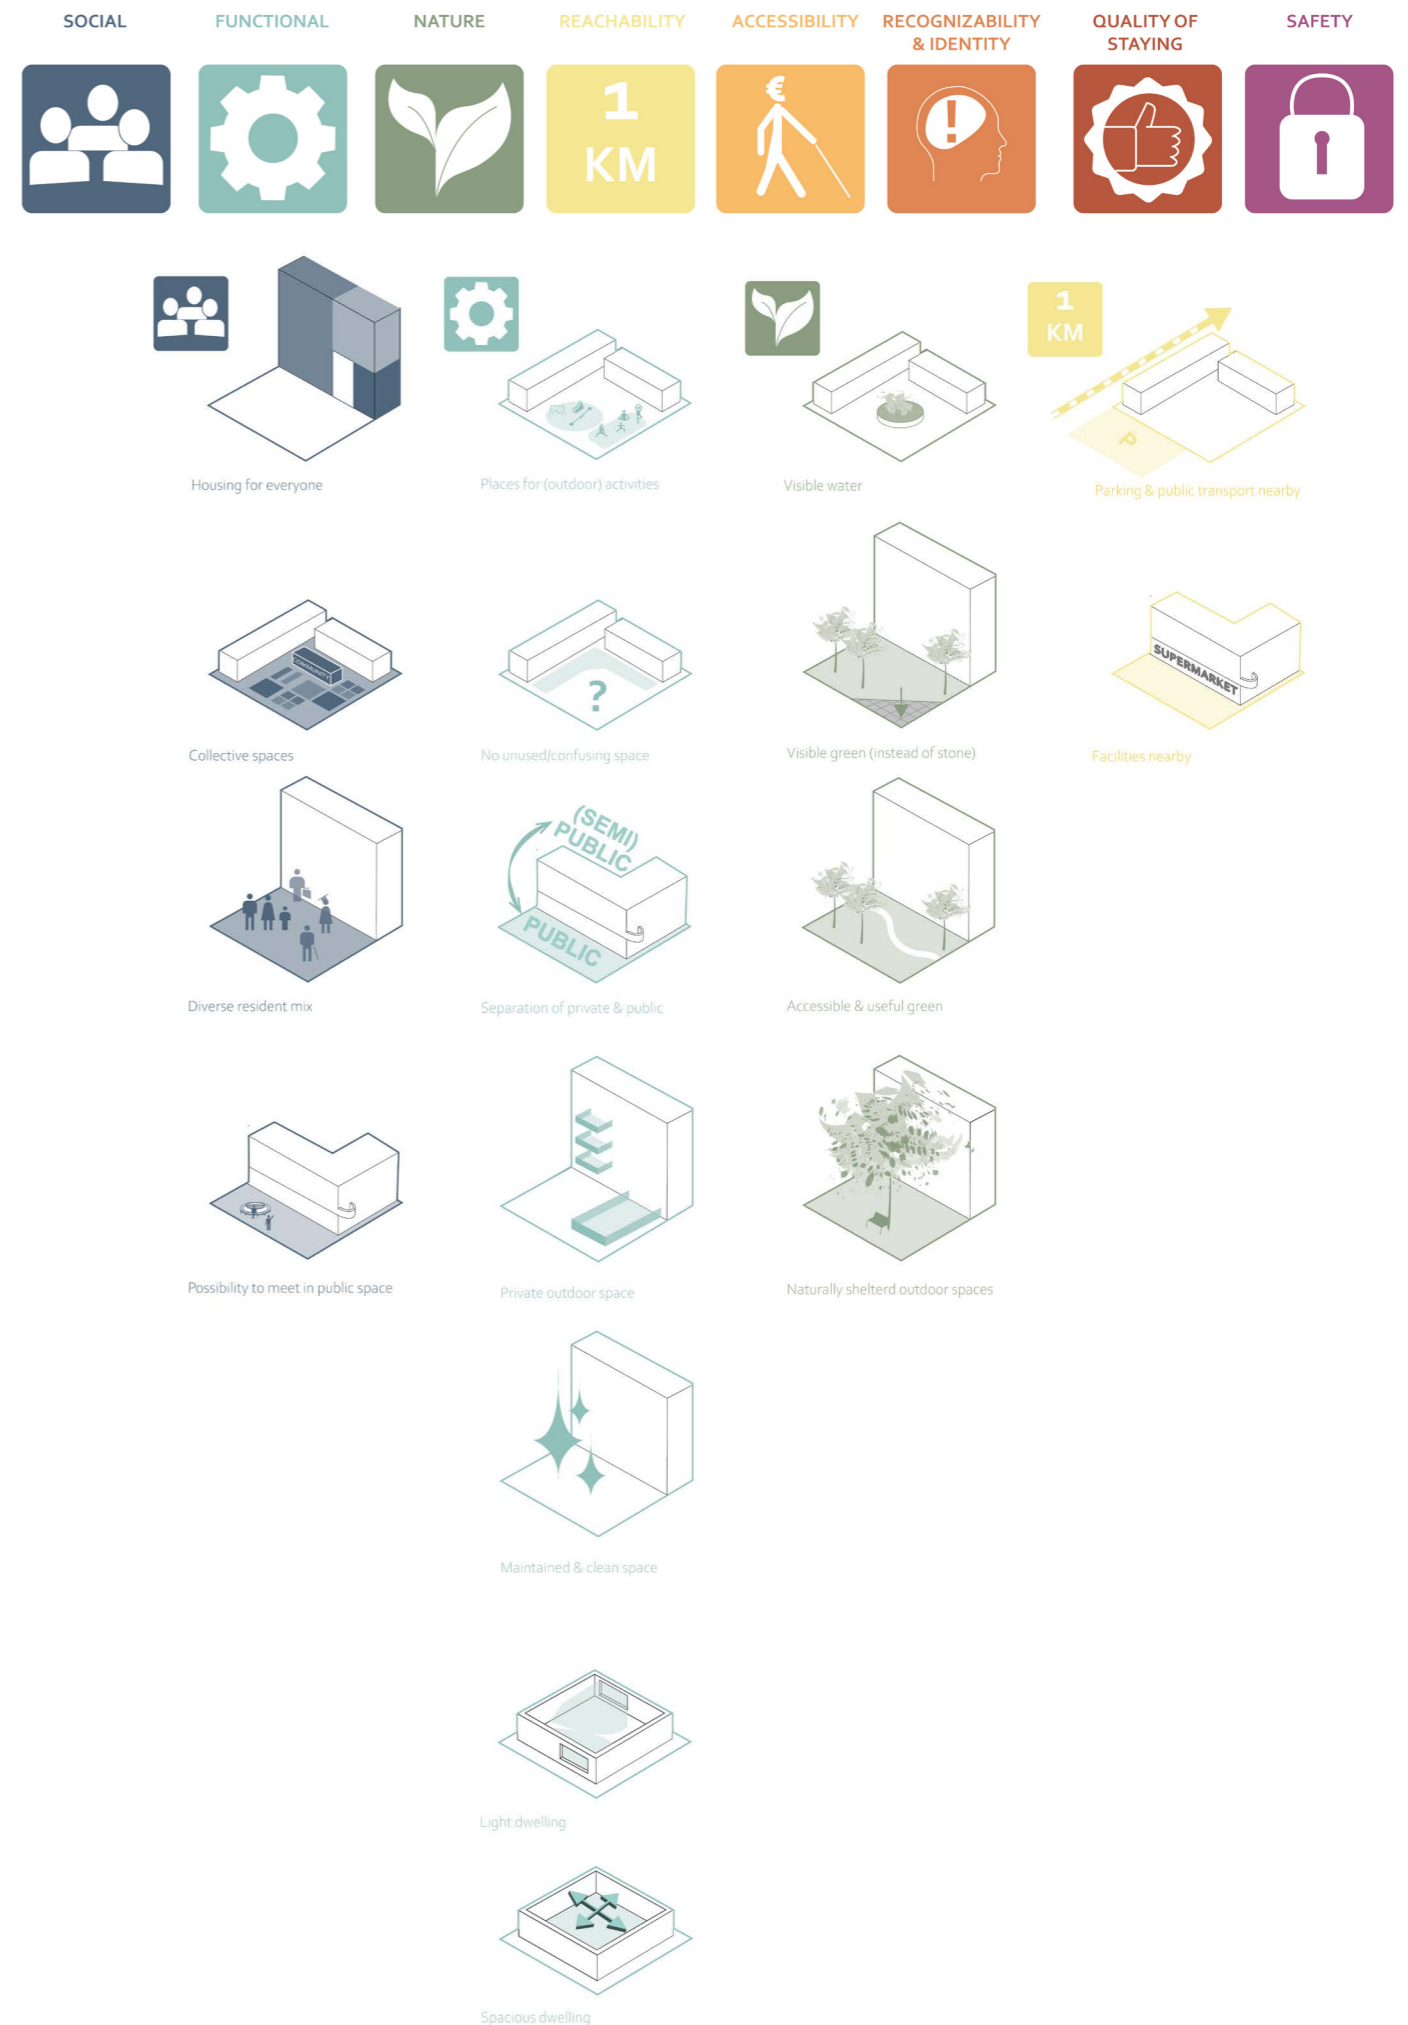 SOCIAL
FUNCTIONAL
NATURE
REACHABILITY
ACCESSIBILITY
RECOGNIZABILITY
& IDENTITY
QUALITY OF
STAYING
SAFETY
1
KM
€
!
1
KM
P
Housing for everyone
Places for (outdoor) activities
Visible water
Parking & public transport nearby
COMMUNITY
?
SUPERMARKET
Collective spaces
No unused/confusing space
Visible green (instead of stone)
Facilities nearby
(SEMI)
PUBLIC
PUBLIC
Diverse resident mix
Separation of private & public
Accessible & useful green
Possibility to meet in public space
Private outdoor space
Naturally shelterd outdoor spaces
Maintained & clean space
Light dwelling
Spacious dwelling